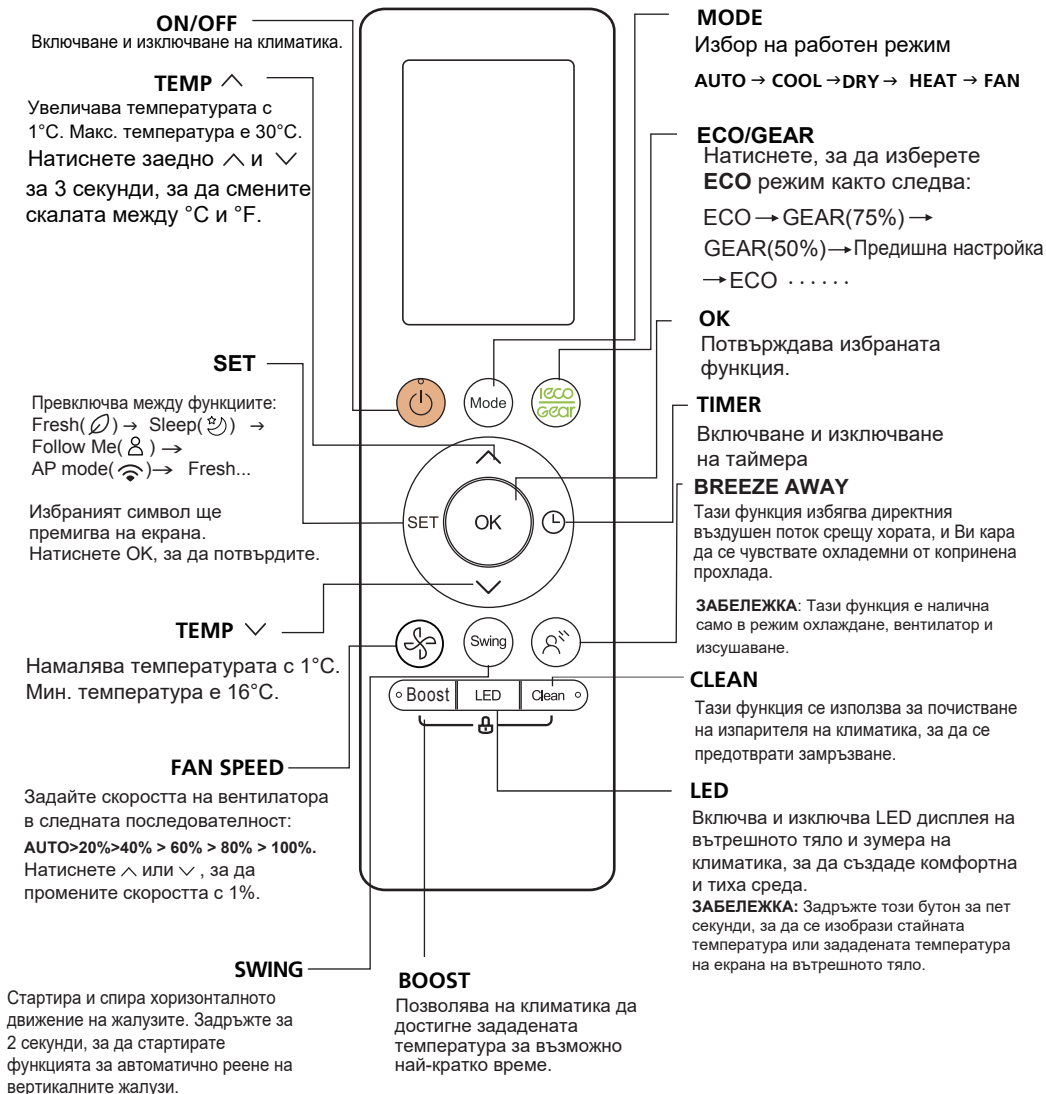 ON/OFF
Включване и изключване на климатика.
TEMP ︿
Увеличава температурата с
1°C. Макс. температура е 30°C.
Натиснете заедно ︿ и ﹀
за 3 секунди, за да смените
скалата между °C и °F.
SET
Превключва между функциите:
Fresh( ) → Sleep( ) →
Follow Me( ) →
AP mode( )→ Fresh...
Избраният символ ще
премигва на екрана.
Натиснете OK, за да потвърдите.
TEMP ﹀
Намалява температурата с 1°C.
Мин. температура е 16°C.
FAN SPEED
Задайте скоростта на вентилатора
в следната последователност:
AUTO>20%>40% > 60% > 80% > 100%.
Натиснете ︿ или ﹀ , за да
промените скоростта с 1%.
SWING
Стартира и спира хоризонталното
движение на жалузите. Задръжте за
2 секунди, за да стартирате
функцията за автоматично реене на
вертикалните жалузи.
Mode
ieco
Gear
SET
OK
Swing
Boost
LED
Clean
BOOST
Позволява на климатика да
достигне зададената
температура за възможно
най-кратко време.
MODE
Избор на работен режим
AUTO → COOL →DRY → HEAT → FAN
ECO/GEAR
Натиснете, за да изберете
ECO режим както следва:
ECO → GEAR(75%) →
GEAR(50%)→Предишна настройка
→ECO · · · · · ·
OK
Потвърждава избраната
функция.
TIMER
Включване и изключване
на таймера
BREEZE AWAY
Тази функция избягва директния
въздушен поток срещу хората, и Ви кара
да се чувствате охладемни от копринена
прохлада.
ЗАБЕЛЕЖКА: Тази функция е налична
само в режим охлаждане, вентилатор и
изсушаване.
CLEAN
Тази функция се използва за почистване
на изпарителя на климатика, за да се
предотврати замръзване.
LED
Включва и изключва LED дисплея на
вътрешното тяло и зумера на
климатика, за да създаде комфортна
и тиха среда.
ЗАБЕЛЕЖКА: Задръжте този бутон за пет
секунди, за да се изобрази стайната
температура или зададената температура
на екрана на вътрешното тяло.